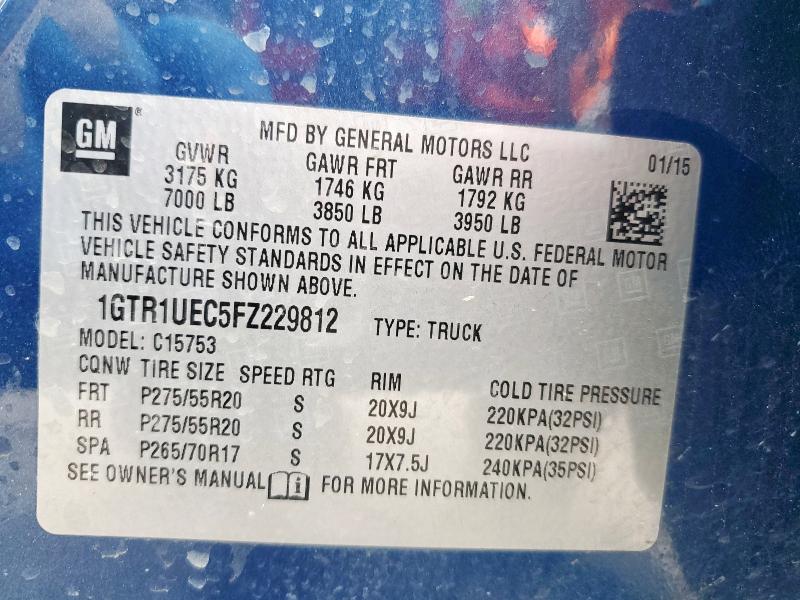 GM®
MFD BY GENERAL MOTORS LLC
01/15
GVWR GAWR FRT GAWR RR
3175 KG 1746 KG 1792 KG
7000 LB 3850 LB 3950 LB
THIS VEHICLE CONFORMS TO ALL APPLICABLE U.S. FEDERAL MOTOR
VEHICLE SAFETY STANDARDS IN EFFECT ON THE DATE OF
MANUFACTURE SHOWN ABOVE.
1GTR1UEC5FZ229812 TYPE: TRUCK
MODEL: C15753
CQNW TIRE SIZE SPEED RTG RIM COLD TIRE PRESSURE
FRT P275/55R20 S 20X9J 220KPA(32PSI)
RR P275/55R20 S 20X9J 220KPA(32PSI)
SPA P265/70R17 S 17X7.5J 240KPA(35PSI)
SEE OWNER'S MANUAL i FOR MORE INFORMATION.